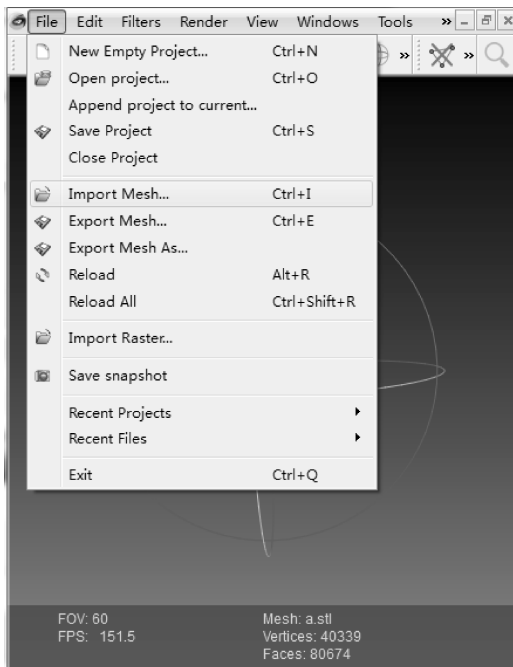 File Edit Filters Render View Windows Tools »
New Empty Project... Ctrl+N
Open project... Ctrl+O
Append project to current...
Save Project Ctrl+S
Close Project
Import Mesh... Ctrl+I
Export Mesh... Ctrl+E
Export Mesh As...
Reload Alt+R
Reload All Ctrl+Shift+R
Import Raster...
Save snapshot
Recent Projects
Recent Files
Exit Ctrl+Q
FOV: 60 Mesh: a.stl
FPS: 151.5 Vertices: 40339
Faces: 80674